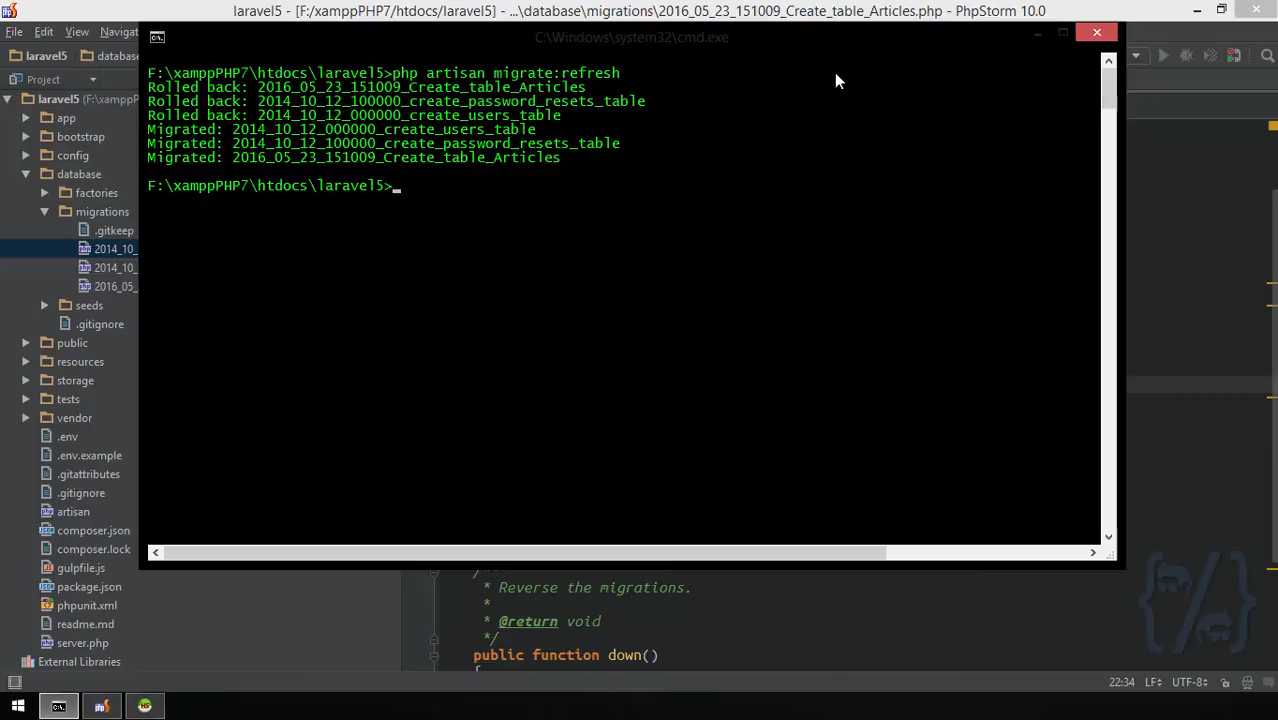 laravel5 - [F:/xamppPHP7/htdocs/laravel5] - ...\database\migrations\2016_05_23_151009_Create_table_Articles.php - PhpStorm 10.0
File Edit View
C:\Windows\system32\cmd.exe
laravel5
Project
laravel5 (F:/xamppP
app
bootstrap
config
database
factories
migrations
.gitkeep
2014_10_
2014_10_
2016_05_
seeds
.gitignore
public
resources
storage
tests
vendor
.env
.env.example
.gitattributes
.gitignore
artisan
composer.json
composer.lock
gulpfile.js
package.json
phpunit.xml
readme.md
server.php
External Libraries
F:\xamppPHP7\htdocs\laravel5>php artisan migrate:refresh
Rolled back: 2016_05_23_151009_Create_table_Articles
Rolled back: 2014_10_12_100000_create_password_resets_table
Rolled back: 2014_10_12_000000_create_users_table
Migrated: 2014_10_12_000000_create_users_table
Migrated: 2014_10_12_100000_create_password_resets_table
Migrated: 2016_05_23_151009_Create_table_Articles
F:\xamppPHP7\htdocs\laravel5>_
/**
* Reverse the migrations.
*
* @return void
*/
public function down()
{
22:34 LF UTF-8